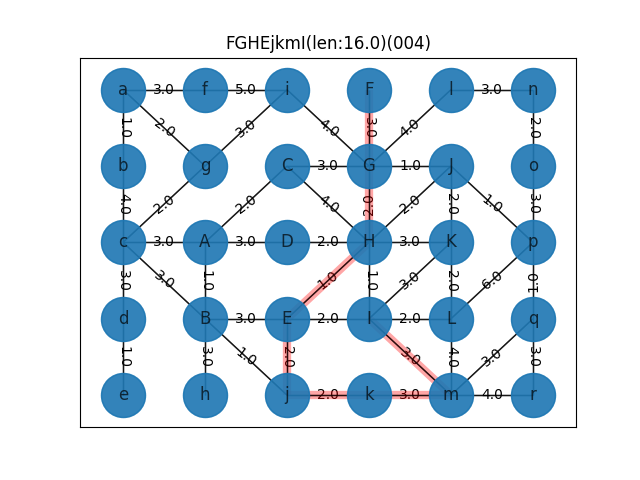 FGHEjkmI(len:16.0)(004)
a 3.0 f 5.0 i F l 3.0 n
1.0 2.0 3.0 4.0 3.0 4.0 2.0
b g C 3.0 G 1.0 J o
4.0 2.0 2.0 4.0 2.0 2.0 2.0 1.0 3.0
c 3.0 A 3.0 D 2.0 H 3.0 K p
3.0 3.0 1.0 1.0 1.0 3.0 2.0 6.0 1.0
d B 3.0 E 2.0 I 2.0 L q
1.0 3.0 1.0 2.0 3.0 4.0 3.0 3.0
e h j 2.0 k 3.0 m 4.0 r